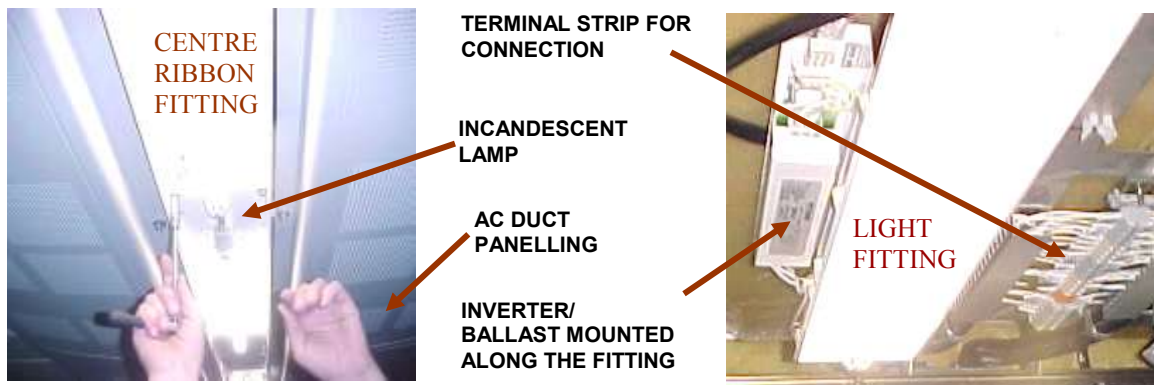 CENTRE
RIBBON
FITTING
TERMINAL STRIP FOR
CONNECTION
INCANDESCENT
LAMP
AC DUCT
PANELLING
INVERTER/
BALLAST MOUNTED
ALONG THE FITTING
LIGHT
FITTING